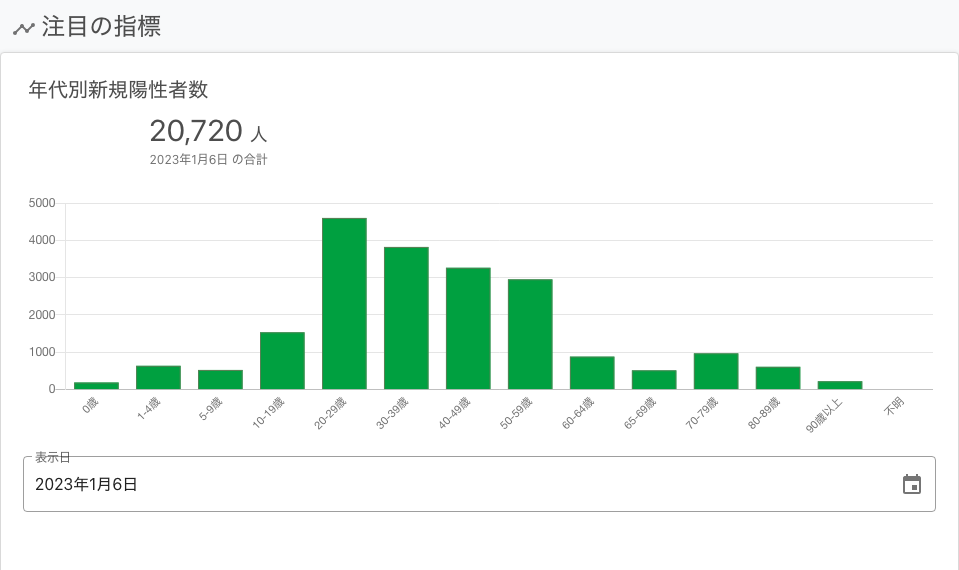 注目の指標
年代別新規陽性者数
20,720 人
2023年1月6日 の合計
5000
4000
3000
2000
1000
0
0歳
1-4歳
5-9歳
10-19歳
20-29歳
30-39歳
40-49歳
50-59歳
60-64歳
65-69歳
70-79歳
80-89歳
90歳以上
不明
表示日
2023年1月6日